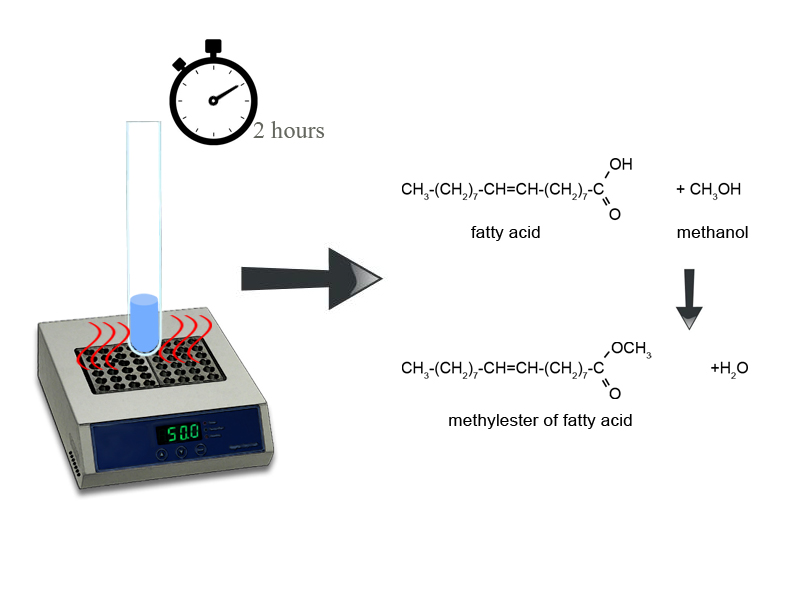 2 hours
OH
CH₃-(CH₂)₇-CH=CH-(CH₂)₇-C
+ CH₃OH
O
fatty acid
methanol
OCH₃
CH₃-(CH₂)₇-CH=CH-(CH₂)₇-C
+H₂O
O
methylester of fatty acid
50.0